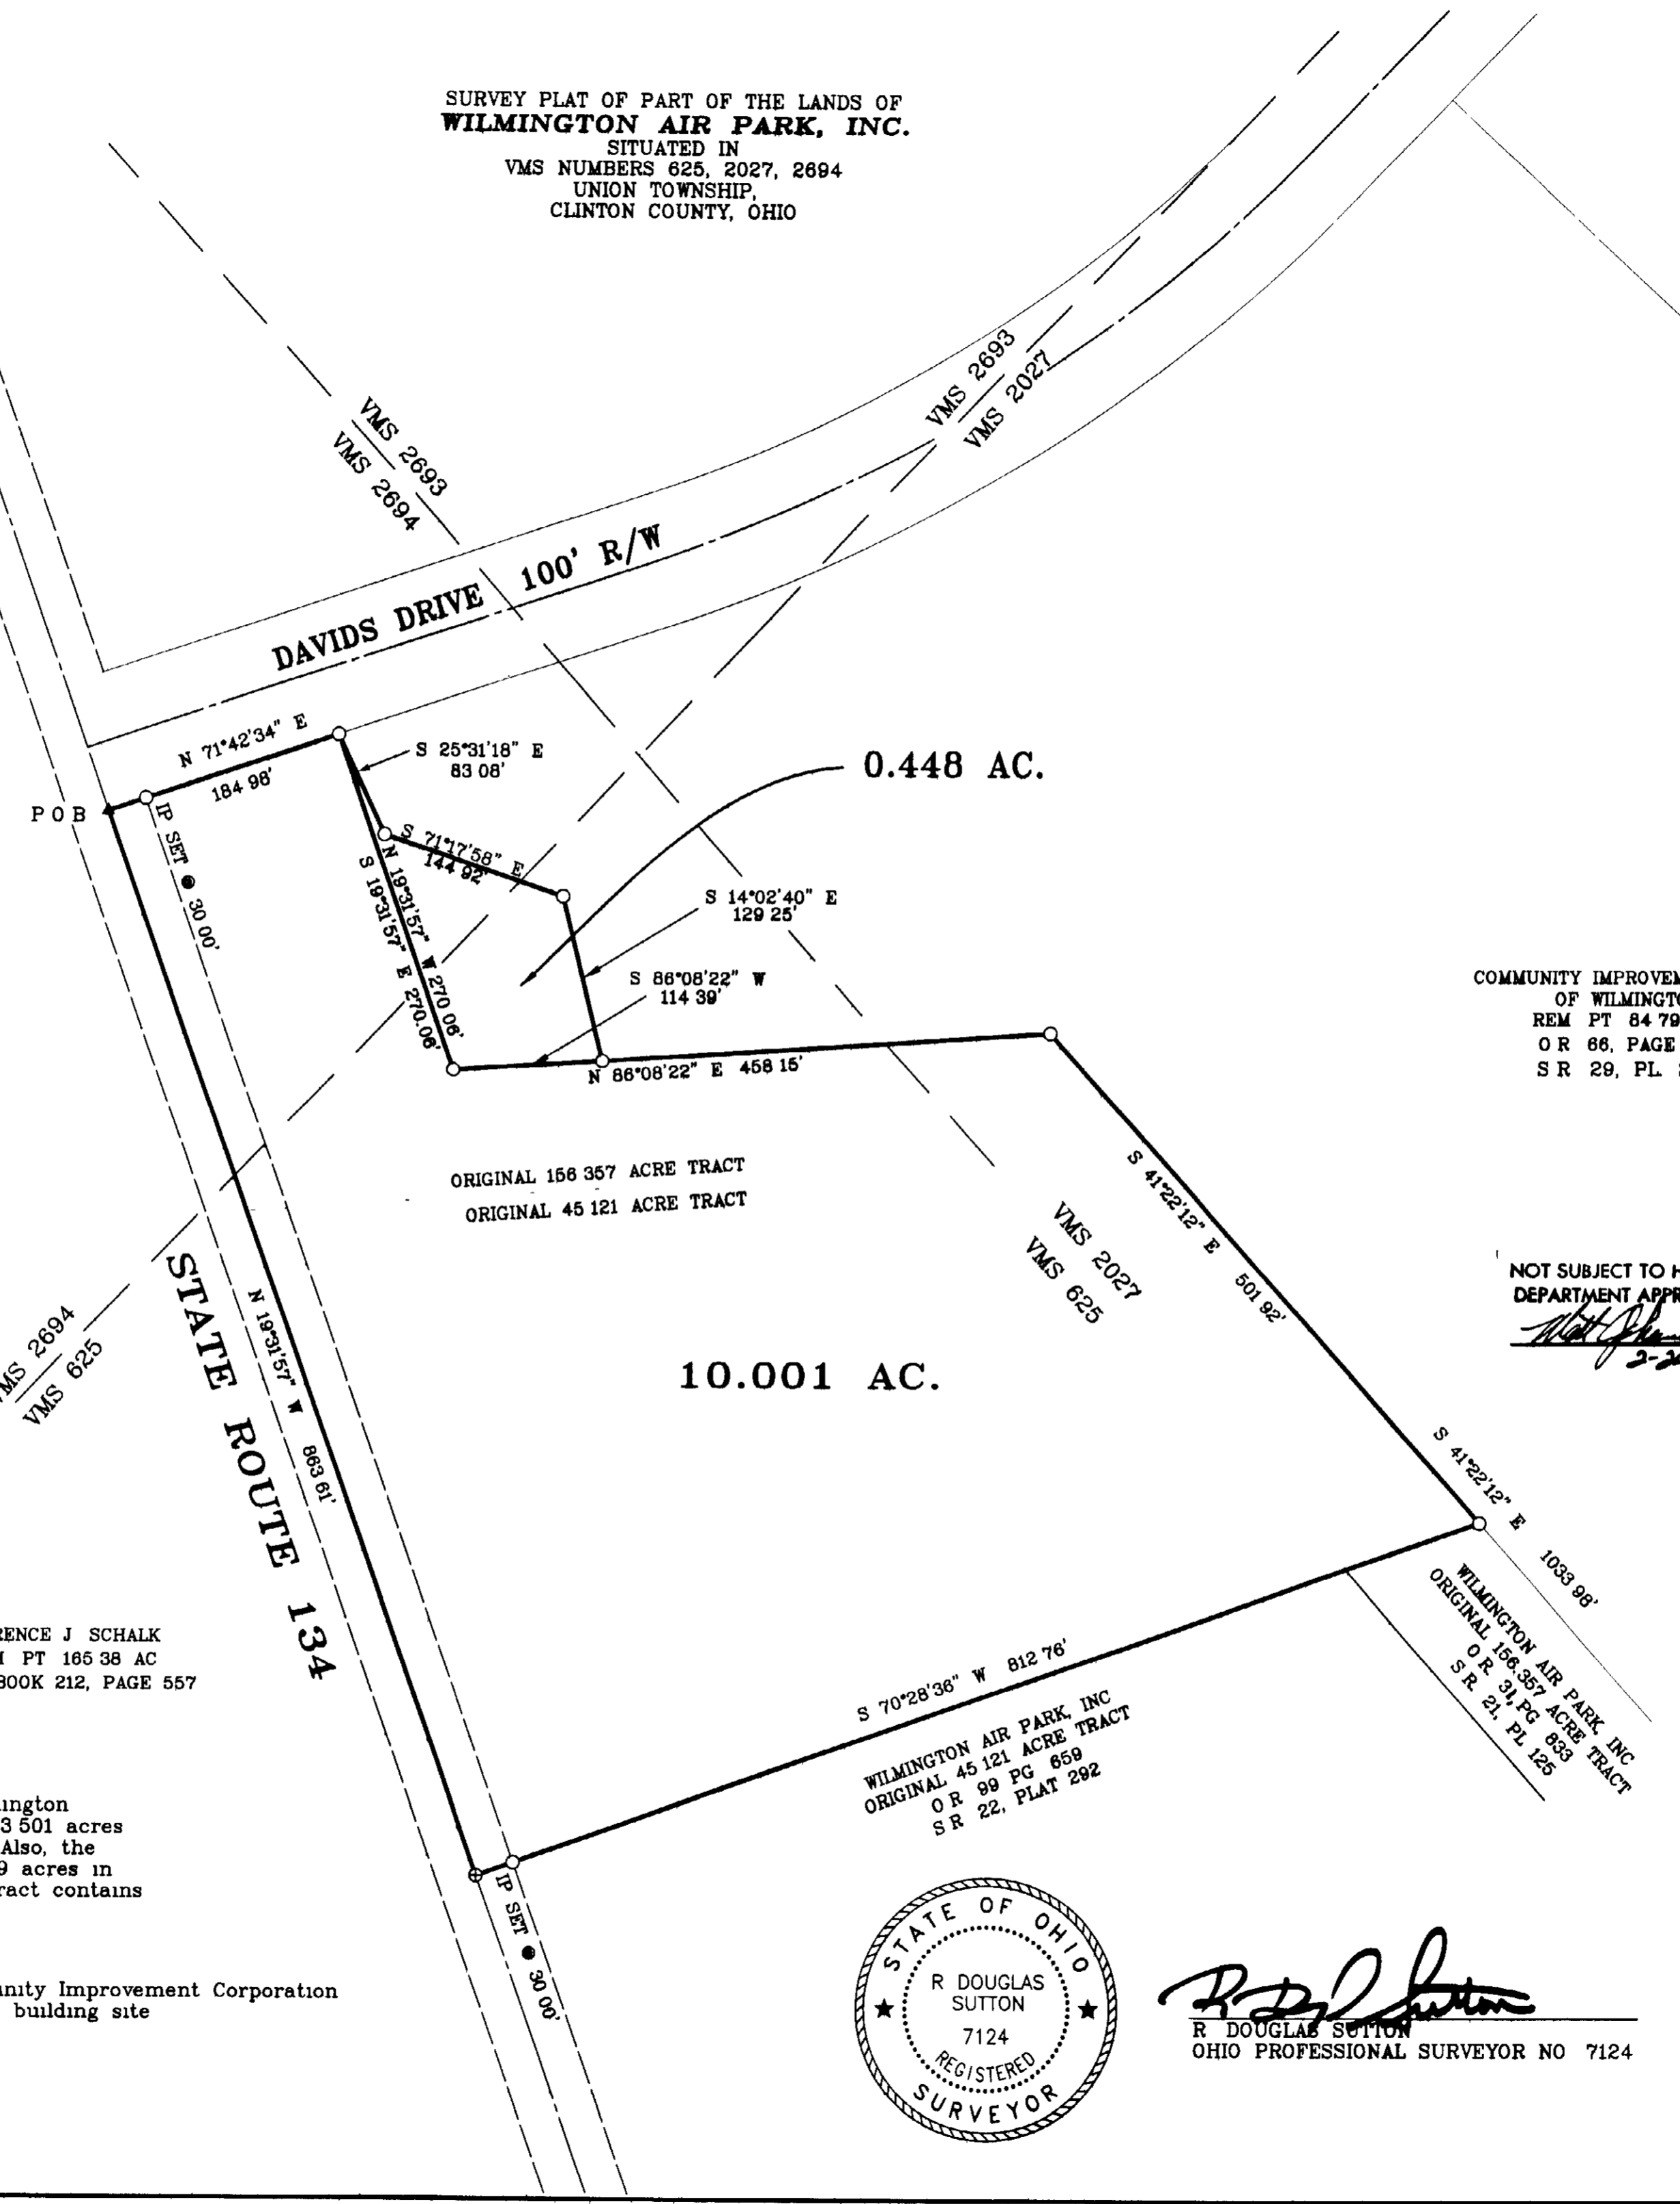 SURVEY PLAT OF PART OF THE LANDS OF
WILMINGTON AIR PARK, INC.
SITUATED IN
VMS NUMBERS 625, 2027, 2694
UNION TOWNSHIP,
CLINTON COUNTY, OHIO
VMS 2693
VMS 2027
VMS 2693
VMS 2694
DAVIDS DRIVE 100' R/W
N 71°42'34" E
184 98'
S 25°31'18" E
83 08'
0.448 AC.
P O B
IP SET
30 00'
S 71°17'58" E
144 92'
N 19°31'57" W 270 06'
S 19°31'57" E 270.06'
S 14°02'40" E
129 25'
S 86°08'22" W
114 39'
N 86°08'22" E 458 15'
COMMUNITY IMPROVEM
OF WILMINGTO
REM PT 84 79
O R 66, PAGE
S R 29, PL
ORIGINAL 156 357 ACRE TRACT
ORIGINAL 45 121 ACRE TRACT
VMS 2027
VMS 625
S 41°22'12" E 501 92'
NOT SUBJECT TO H
DEPARTMENT APPR
MS 2694
VMS 625
STATE ROUTE 134
N 19°31'57" W 863 61'
10.001 AC.
S 41°22'12" E 1033 98'
WILMINGTON AIR PARK, INC
ORIGINAL 156.357 ACRE TRACT
O R 31, PG 833
S R 21, PL 125
RENCE J SCHALK
PT 165 38 AC
BOOK 212, PAGE 557
S 70°28'36" W 812 76'
WILMINGTON AIR PARK, INC
ORIGINAL 45 121 ACRE TRACT
O R 99 PG 659
S R 22, PLAT 292
ington
3 501 acres
Also, the
9 acres in
ract contains
IP SET
30 00'
unity Improvement Corporation
building site
STATE OF OHIO
R DOUGLAS
SUTTON
7124
REGISTERED
SURVEYOR
R DOUGLAS SUTTON
OHIO PROFESSIONAL SURVEYOR NO 7124